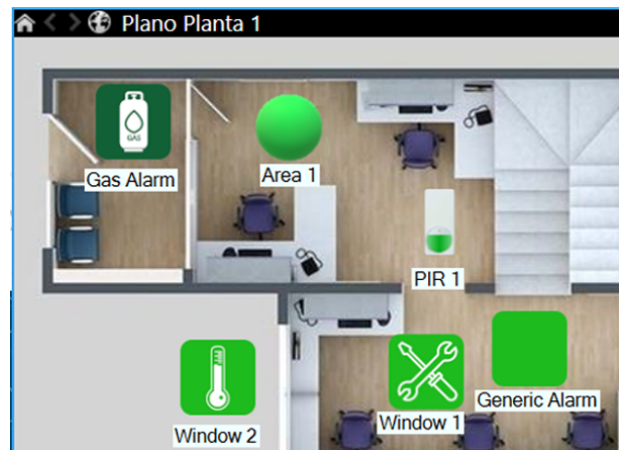 Plano Planta 1
GAS
Gas Alarm
Area 1
PIR 1
Generic Alarm
Window 1
Window 2